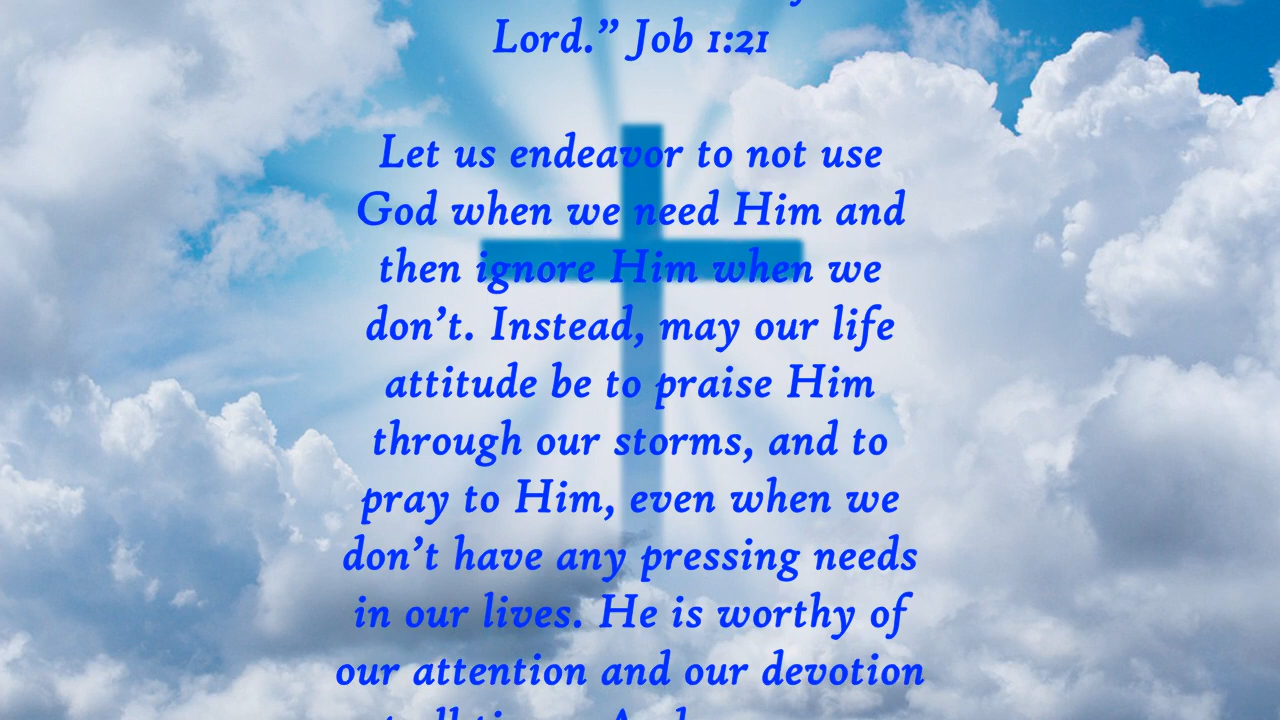 Lord.” Job 1:21
Let us endeavor to not use
God when we need Him and
then ignore Him when we
don’t. Instead, may our life
attitude be to praise Him
through our storms, and to
pray to Him, even when we
don’t have any pressing needs
in our lives. He is worthy of
our attention and our devotion